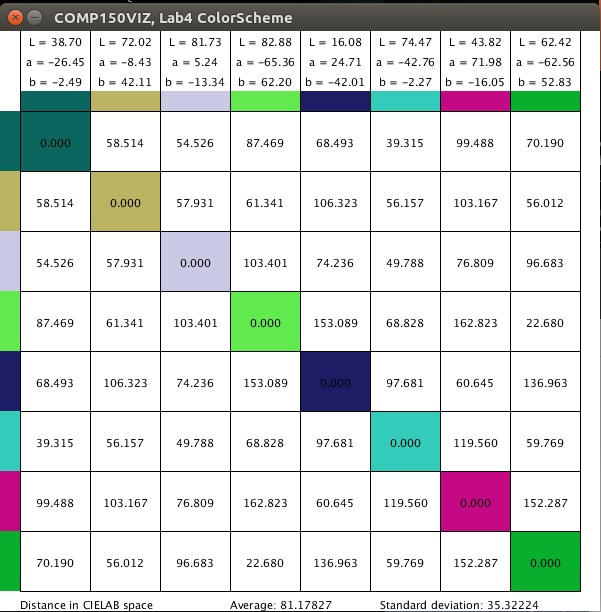 COMP150VIZ, Lab4 ColorScheme
L = 38.70 L = 72.02 L = 81.73 L = 82.88 L = 16.08 L = 74.47 L = 43.82 L = 62.42
a = -26.45 a = -8.43 a = 5.24 a = -65.36 a = 24.71 a = -42.76 a = 71.98 a = -62.56
b = -2.49 b = 42.11 b = -13.34 b = 62.20 b = -42.01 b = -2.27 b = -16.05 b = 52.83
0.000 58.514 54.526 87.469 68.493 39.315 99.488 70.190
58.514 0.000 57.931 61.341 106.323 56.157 103.167 56.012
54.526 57.931 0.000 103.401 74.236 49.788 76.809 96.683
87.469 61.341 103.401 0.000 153.089 68.828 162.823 22.680
68.493 106.323 74.236 153.089 0.000 97.681 60.645 136.963
39.315 56.157 49.788 68.828 97.681 0.000 119.560 59.769
99.488 103.167 76.809 162.823 60.645 119.560 0.000 152.287
70.190 56.012 96.683 22.680 136.963 59.769 152.287 0.000
Distance in CIELAB space Average: 81.17827 Standard deviation: 35.32224